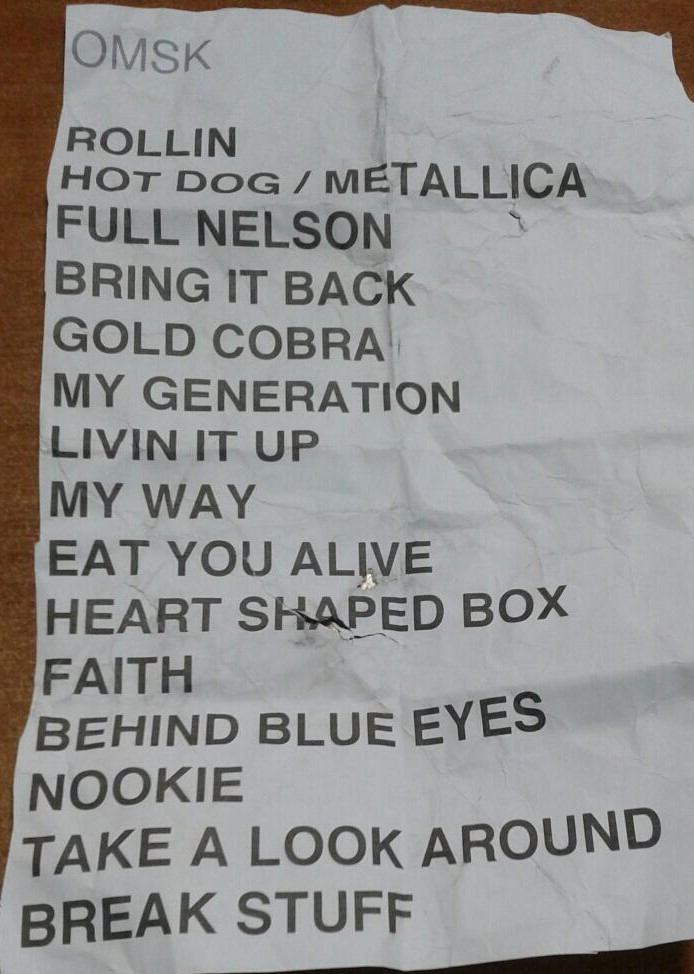 OMSK
ROLLIN
HOT DOG / METALLICA
FULL NELSON
BRING IT BACK
GOLD COBRA
MY GENERATION
LIVIN IT UP
MY WAY
EAT YOU ALIVE
HEART SHAPED BOX
FAITH
BEHIND BLUE EYES
NOOKIE
TAKE A LOOK AROUND
BREAK STUFF